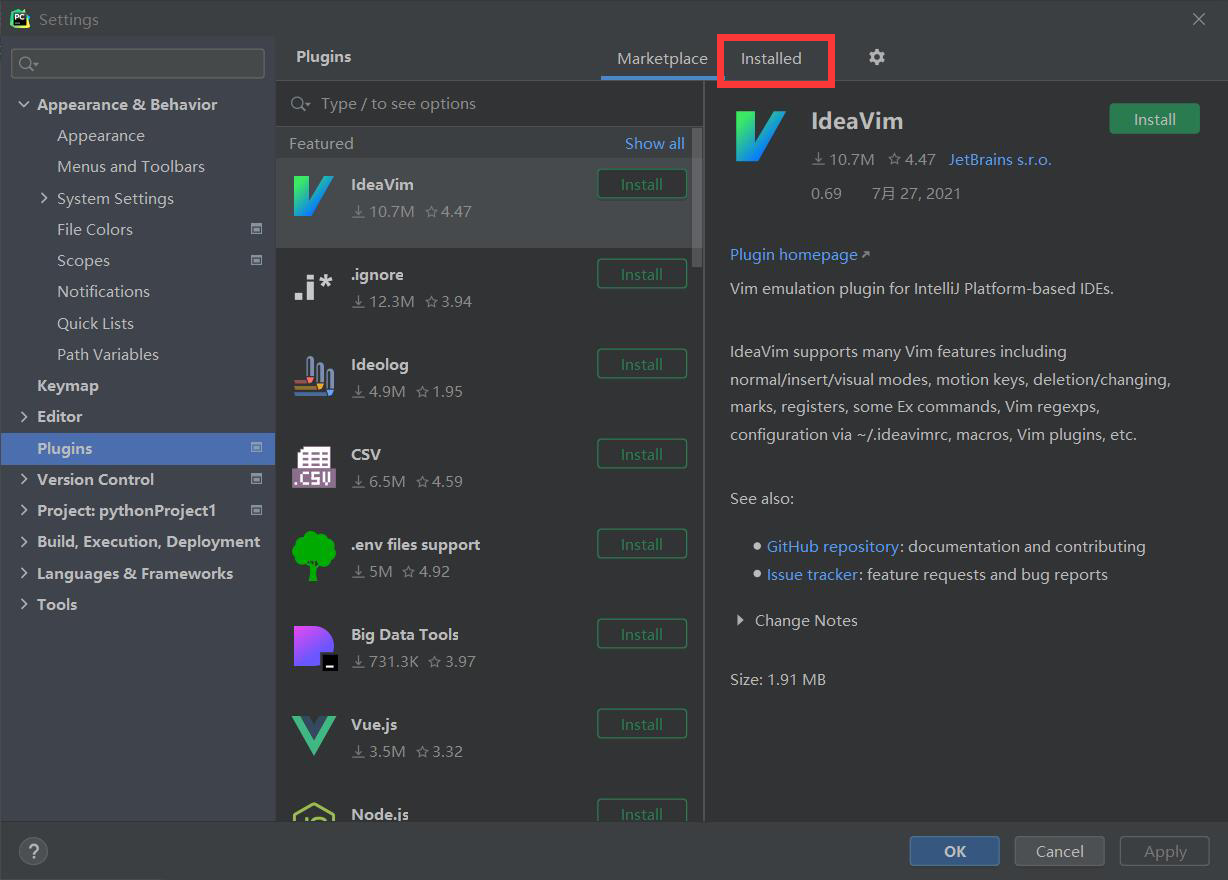 PC
Settings
Plugins
Marketplace
Installed
Appearance & Behavior
Appearance
Menus and Toolbars
System Settings
File Colors
Scopes
Notifications
Quick Lists
Path Variables
Keymap
Editor
Plugins
Version Control
Project: pythonProject1
Build, Execution, Deployment
Languages & Frameworks
Tools
Type / to see options
Featured
Show all
IdeaVim
10.7M 4.47
Install
.i*
.ignore
12.3M 3.94
Install
Ideolog
4.9M 1.95
Install
.CSV
CSV
6.5M 4.59
Install
.env files support
5M 4.92
Install
Big Data Tools
731.3K 3.97
Install
Vue.js
3.5M 3.32
Install
Node.js
Install
IdeaVim
Install
10.7M 4.47 JetBrains s.r.o.
0.69 7月 27, 2021
Plugin homepage
Vim emulation plugin for IntelliJ Platform-based IDEs.
IdeaVim supports many Vim features including
normal/insert/visual modes, motion keys, deletion/changing,
marks, registers, some Ex commands, Vim regexps,
configuration via ~/.ideavimrc, macros, Vim plugins, etc.
See also:
GitHub repository: documentation and contributing
Issue tracker: feature requests and bug reports
Change Notes
Size: 1.91 MB
?
OK
Cancel
Apply